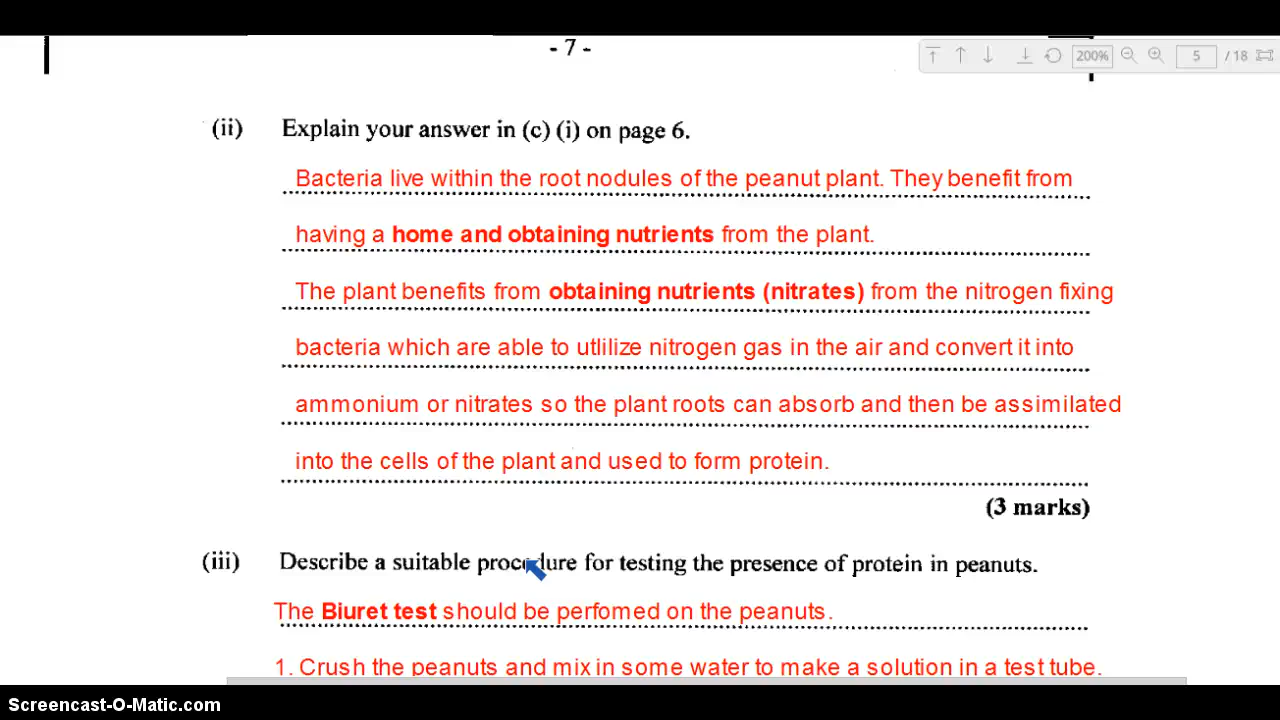 - 7 -
200%
5
/ 18
(ii) Explain your answer in (c) (i) on page 6.
Bacteria live within the root nodules of the peanut plant. They benefit from
having a home and obtaining nutrients from the plant.
The plant benefits from obtaining nutrients (nitrates) from the nitrogen fixing
bacteria which are able to utlilize nitrogen gas in the air and convert it into
ammonium or nitrates so the plant roots can absorb and then be assimilated
into the cells of the plant and used to form protein.
(3 marks)
(iii) Describe a suitable procedure for testing the presence of protein in peanuts.
The Biuret test should be perfomed on the peanuts.
1. Crush the peanuts and mix in some water to make a solution in a test tube.
Screencast-O-Matic.com